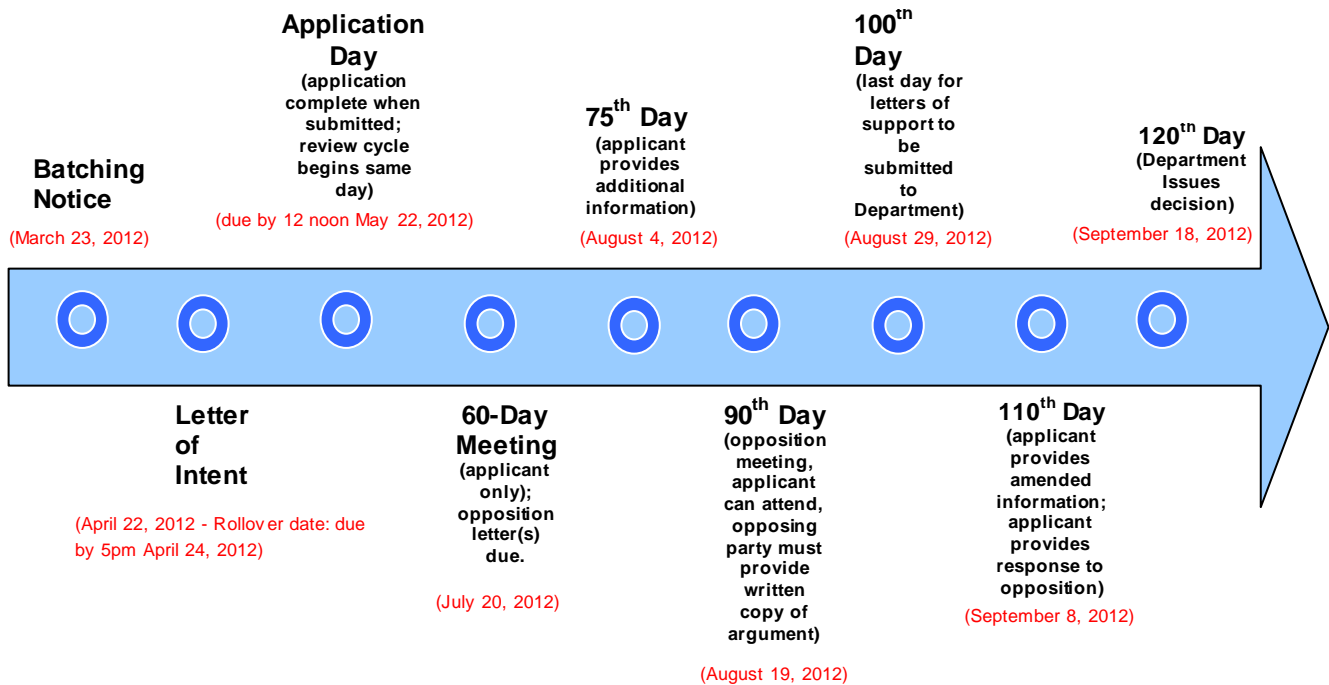 Batching
Notice
(March 23, 2012)
Letter
of
Intent
(April 22, 2012 - Rollover date: due
by 5pm April 24, 2012)
Application
Day
(application
complete when
submitted;
review cycle
begins same
day)
(due by 12 noon May 22, 2012)
60-Day
Meeting
(applicant
only);
opposition
letter(s)
due.
(July 20, 2012)
75th Day
(applicant
provides
additional
information)
(August 4, 2012)
90th Day
(opposition
meeting,
applicant
can attend,
opposing
party must
provide
written
copy of
argument)
(August 19, 2012)
100th
Day
(last day for
letters of
support to
be
submitted
to
Department)
(August 29, 2012)
110th Day
(applicant
provides
amended
information;
applicant
provides
response to
opposition)
(September 8, 2012)
120th Day
(Department
Issues
decision)
(September 18, 2012)